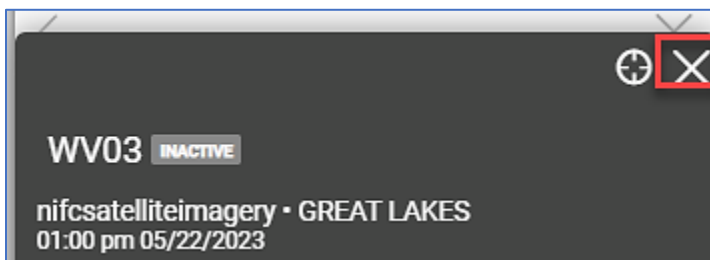 WV03 INACTIVE
nifcsatelliteimagery • GREAT LAKES
01:00 pm 05/22/2023